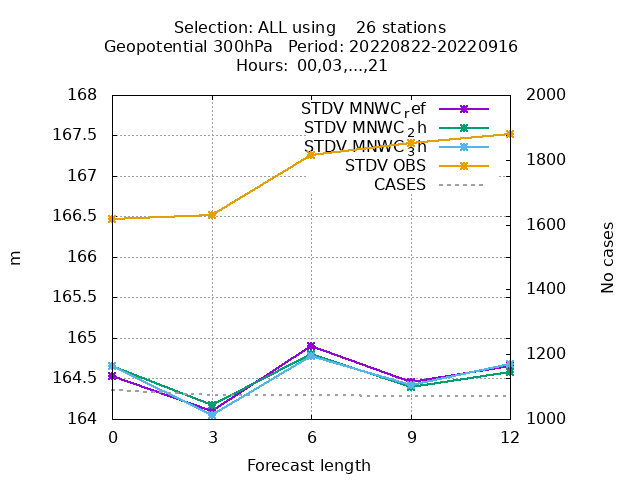 Selection: ALL using 26 stations
Geopotential 300hPa Period: 20220822-20220916
Hours: 00,03,...,21
168
167.5
167
166.5
166
165.5
165
164.5
164
2000
1800
1600
1400
1200
1000
STDV MNWC_ref
STDV MNWC_2h
STDV MNWC_3h
STDV OBS
CASES
m
No cases
0 3 6 9 12
Forecast length